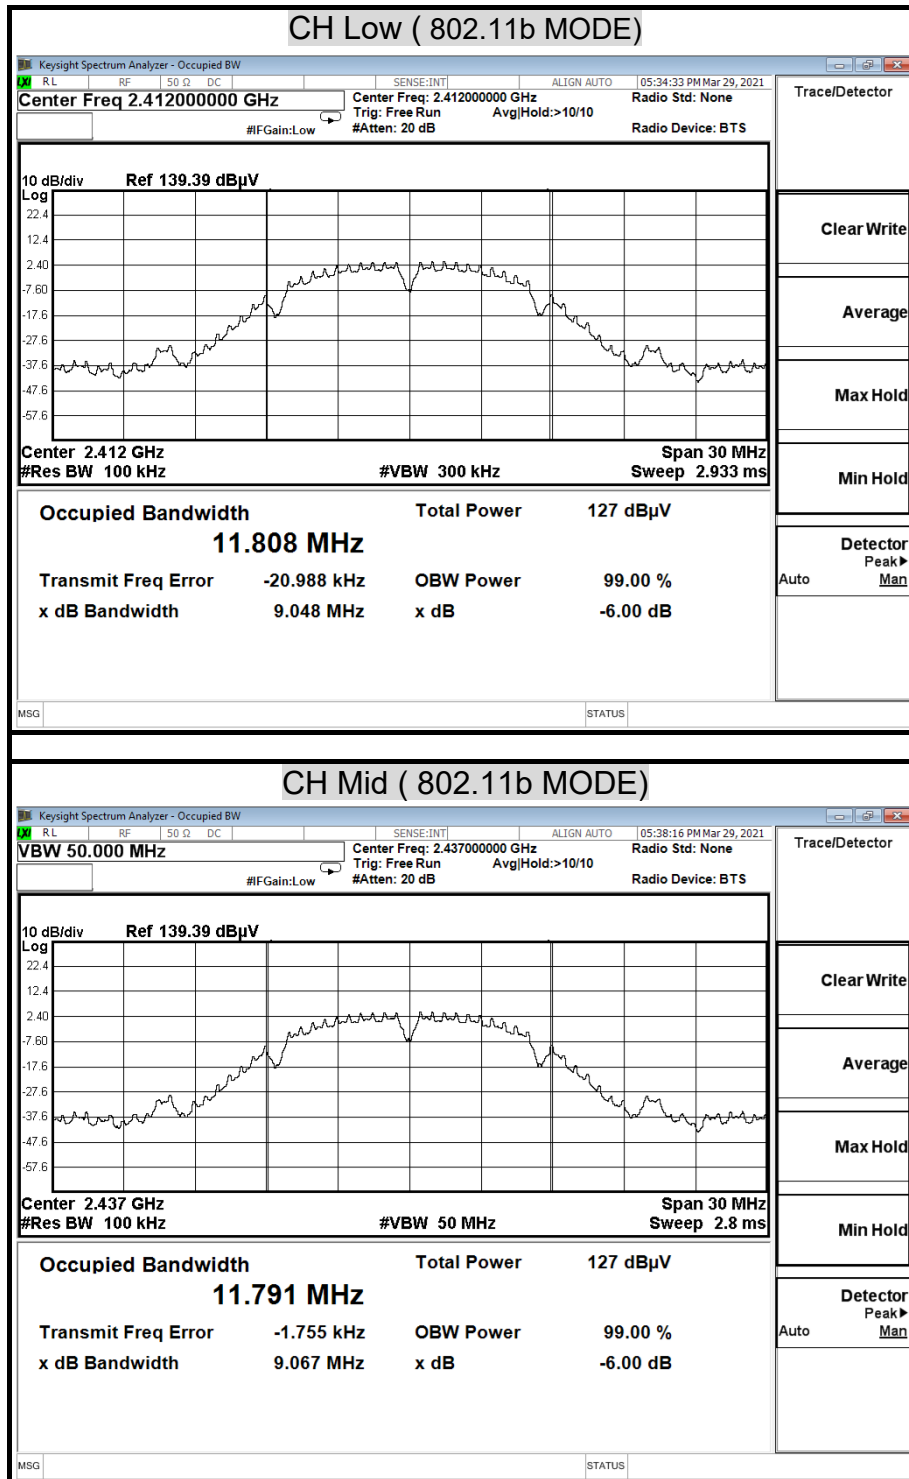 CH Low ( 802.11b MODE)
Keysight Spectrum Analyzer - Occupied BW
LXI RL RF 50 Ω DC SENSE:INT ALIGN AUTO 05:34:33 PM Mar 29, 2021
Center Freq 2.412000000 GHz
Center Freq: 2.412000000 GHz Radio Std: None
Trig: Free Run Avg|Hold:>10/10
#IFGain:Low #Atten: 20 dB Radio Device: BTS
Trace/Detector
10 dB/div Ref 139.39 dBµV
Log
22.4
12.4
2.40
-7.60
-17.6
-27.6
-37.6
-47.6
-57.6
Center 2.412 GHz Span 30 MHz
#Res BW 100 kHz #VBW 300 kHz Sweep 2.933 ms
Clear Write
Average
Max Hold
Min Hold
Detector
Peak▶
Auto Man
Occupied Bandwidth Total Power 127 dBµV
11.808 MHz
Transmit Freq Error -20.988 kHz OBW Power 99.00 %
x dB Bandwidth 9.048 MHz x dB -6.00 dB
MSG STATUS
CH Mid ( 802.11b MODE)
Keysight Spectrum Analyzer - Occupied BW
LXI RL RF 50 Ω DC SENSE:INT ALIGN AUTO 05:38:16 PM Mar 29, 2021
VBW 50.000 MHz
Center Freq: 2.437000000 GHz Radio Std: None
Trig: Free Run Avg|Hold:>10/10
#IFGain:Low #Atten: 20 dB Radio Device: BTS
Trace/Detector
10 dB/div Ref 139.39 dBµV
Log
22.4
12.4
2.40
-7.60
-17.6
-27.6
-37.6
-47.6
-57.6
Center 2.437 GHz Span 30 MHz
#Res BW 100 kHz #VBW 50 MHz Sweep 2.8 ms
Clear Write
Average
Max Hold
Min Hold
Detector
Peak▶
Auto Man
Occupied Bandwidth Total Power 127 dBµV
11.791 MHz
Transmit Freq Error -1.755 kHz OBW Power 99.00 %
x dB Bandwidth 9.067 MHz x dB -6.00 dB
MSG STATUS